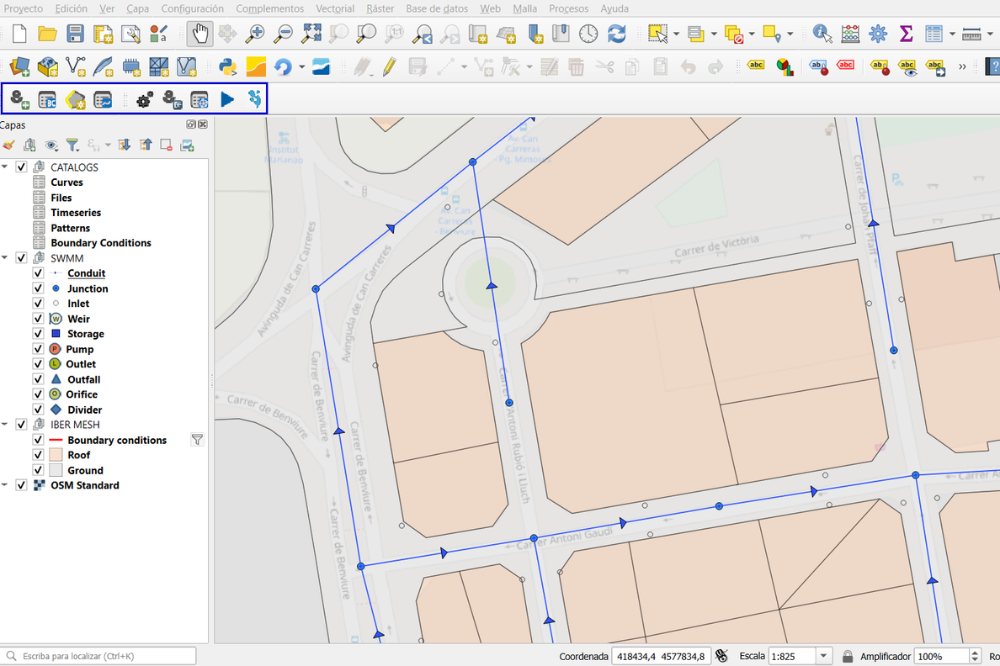 Proyecto Edición Ver Capa Configuración Complementos Vectorial Ráster Base de datos Web Malla Procesos Ayuda
Capas
CATALOGS
Curves
Files
Timeseries
Patterns
Boundary Conditions
SWMM
Conduit
Junction
Inlet
Weir
Storage
Pump
Outlet
Outfall
Orifice
Divider
IBER MESH
Boundary conditions
Roof
Ground
OSM Standard
Institut
Marianao
Av. Can
Carreras
Pg. Mimoses
Av. Can
Carreres
- Benviure
Avinguda de Can Carreres
Avinguda de Can Carreres
Carrer de Victòria
Carrer de Johan Pfaff
Carrer de Benviure
Carrer de Benviure
Carrer de Benviure
Carrer de Benviure
Carrer Antoni Rubió i Lluch
Carrer Antoni Gaudí
Escriba para localizar (Ctrl+K)
Coordenada 418434,4 4577834,8
Escala 1:825
Amplificador 100%
Ro